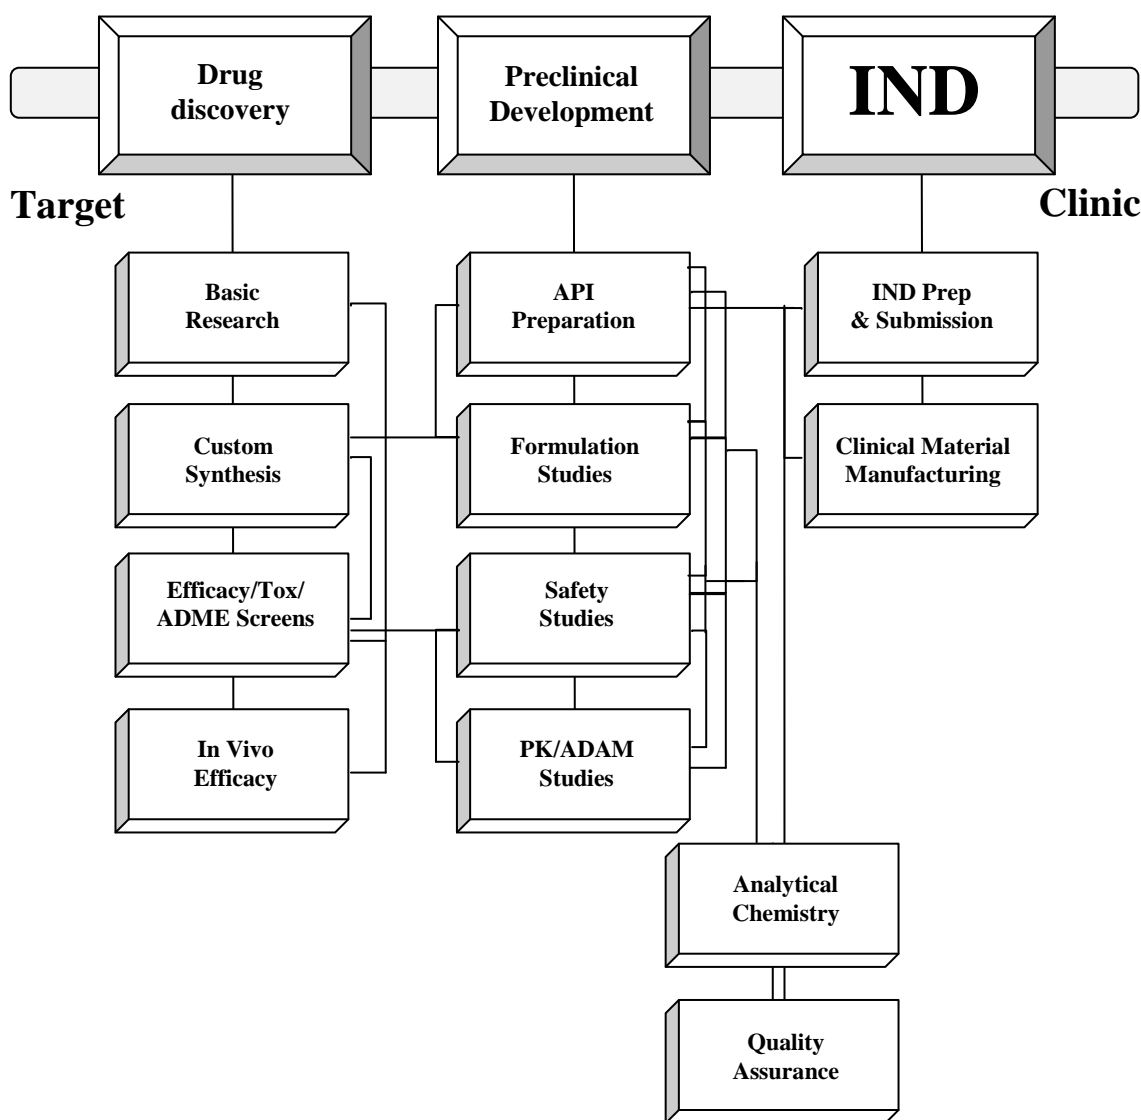 Drug
discovery
Preclinical
Development
IND
Target
Clinic
Basic
Research
API
Preparation
IND Prep
& Submission
Custom
Synthesis
Formulation
Studies
Clinical Material
Manufacturing
Efficacy/Tox/
ADME Screens
Safety
Studies
In Vivo
Efficacy
PK/ADAM
Studies
Analytical
Chemistry
Quality
Assurance